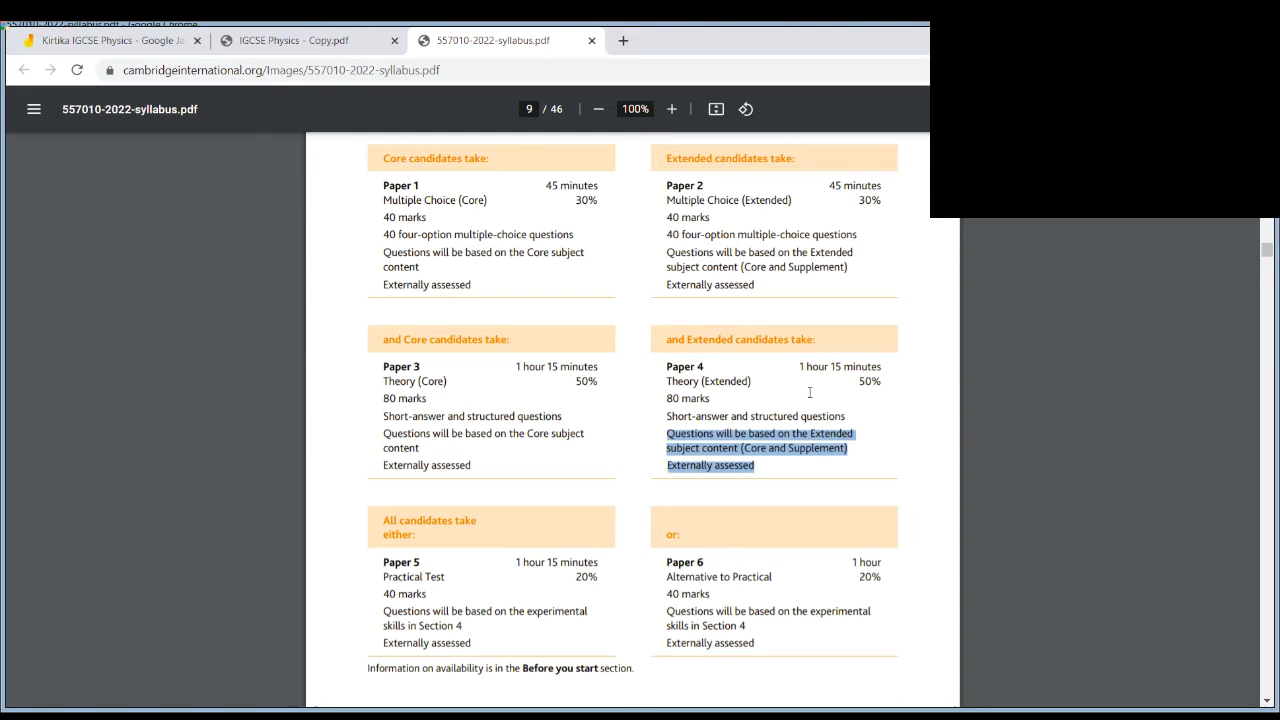 557010-2022-syllabus.pdf - Google Chrome
Kirtika IGCSE Physics - Google Ja
IGCSE Physics - Copy.pdf
557010-2022-syllabus.pdf
cambridgeinternational.org/Images/557010-2022-syllabus.pdf
557010-2022-syllabus.pdf
9 / 46
100%
Core candidates take:
Paper 1 45 minutes
Multiple Choice (Core) 30%
40 marks
40 four-option multiple-choice questions
Questions will be based on the Core subject
content
Externally assessed
Extended candidates take:
Paper 2 45 minutes
Multiple Choice (Extended) 30%
40 marks
40 four-option multiple-choice questions
Questions will be based on the Extended
subject content (Core and Supplement)
Externally assessed
and Core candidates take:
Paper 3 1 hour 15 minutes
Theory (Core) 50%
80 marks
Short-answer and structured questions
Questions will be based on the Core subject
content
Externally assessed
and Extended candidates take:
Paper 4 1 hour 15 minutes
Theory (Extended) 50%
80 marks
Short-answer and structured questions
Questions will be based on the Extended
subject content (Core and Supplement)
Externally assessed
All candidates take
either:
Paper 5 1 hour 15 minutes
Practical Test 20%
40 marks
Questions will be based on the experimental
skills in Section 4
Externally assessed
or:
Paper 6 1 hour
Alternative to Practical 20%
40 marks
Questions will be based on the experimental
skills in Section 4
Externally assessed
Information on availability is in the Before you start section.